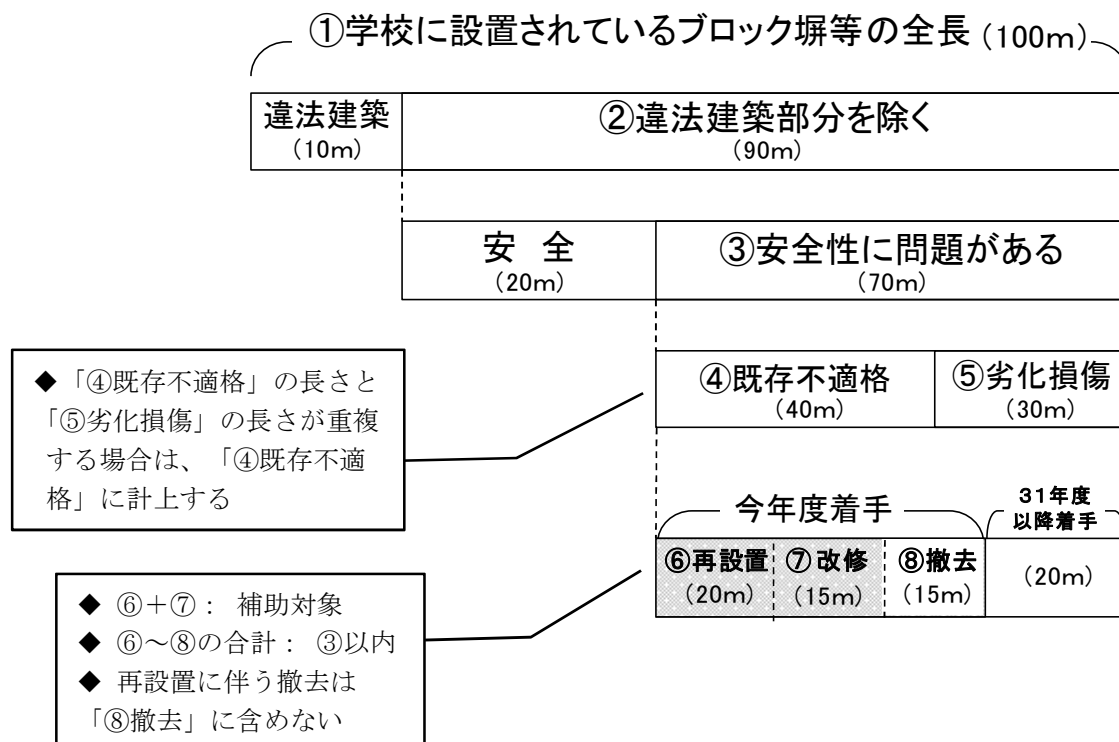 ①学校に設置されているブロック塀等の全長(100m)
違法建築
(10m)
②違法建築部分を除く
(90m)
安 全
(20m)
③安全性に問題がある
(70m)
◆「④既存不適格」の長さと
「⑤劣化損傷」の長さが重複
する場合は、「④既存不適
格」に計上する
④既存不適格
(40m)
⑤劣化損傷
(30m)
今年度着手
31年度
以降着手
⑥再設置
(20m)
⑦改修
(15m)
⑧撤去
(15m)
(20m)
◆ ⑥+⑦: 補助対象
◆ ⑥~⑧の合計: ③以内
◆ 再設置に伴う撤去は
「⑧撤去」に含めない